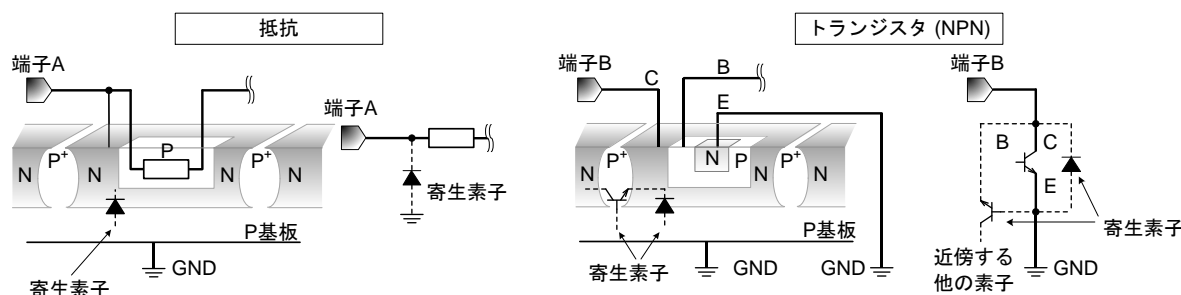 抵抗
端子A
端子A
P
N
P⁺
N
N
P⁺
N
寄生素子
P基板
GND
寄生素子
トランジスタ (NPN)
端子B
C
B
E
N
P⁺
N
N
P
N
P⁺
N
P基板
寄生素子
GND
GND
端子B
B
C
E
寄生素子
近傍する
他の素子
GND